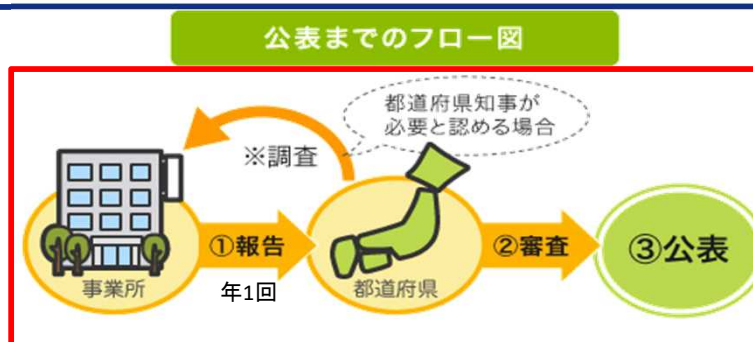 公表までのフロー図
都道府県知事が
必要と認める場合
※調査
①報告
年1回
事業所
都道府県
②審査
③公表